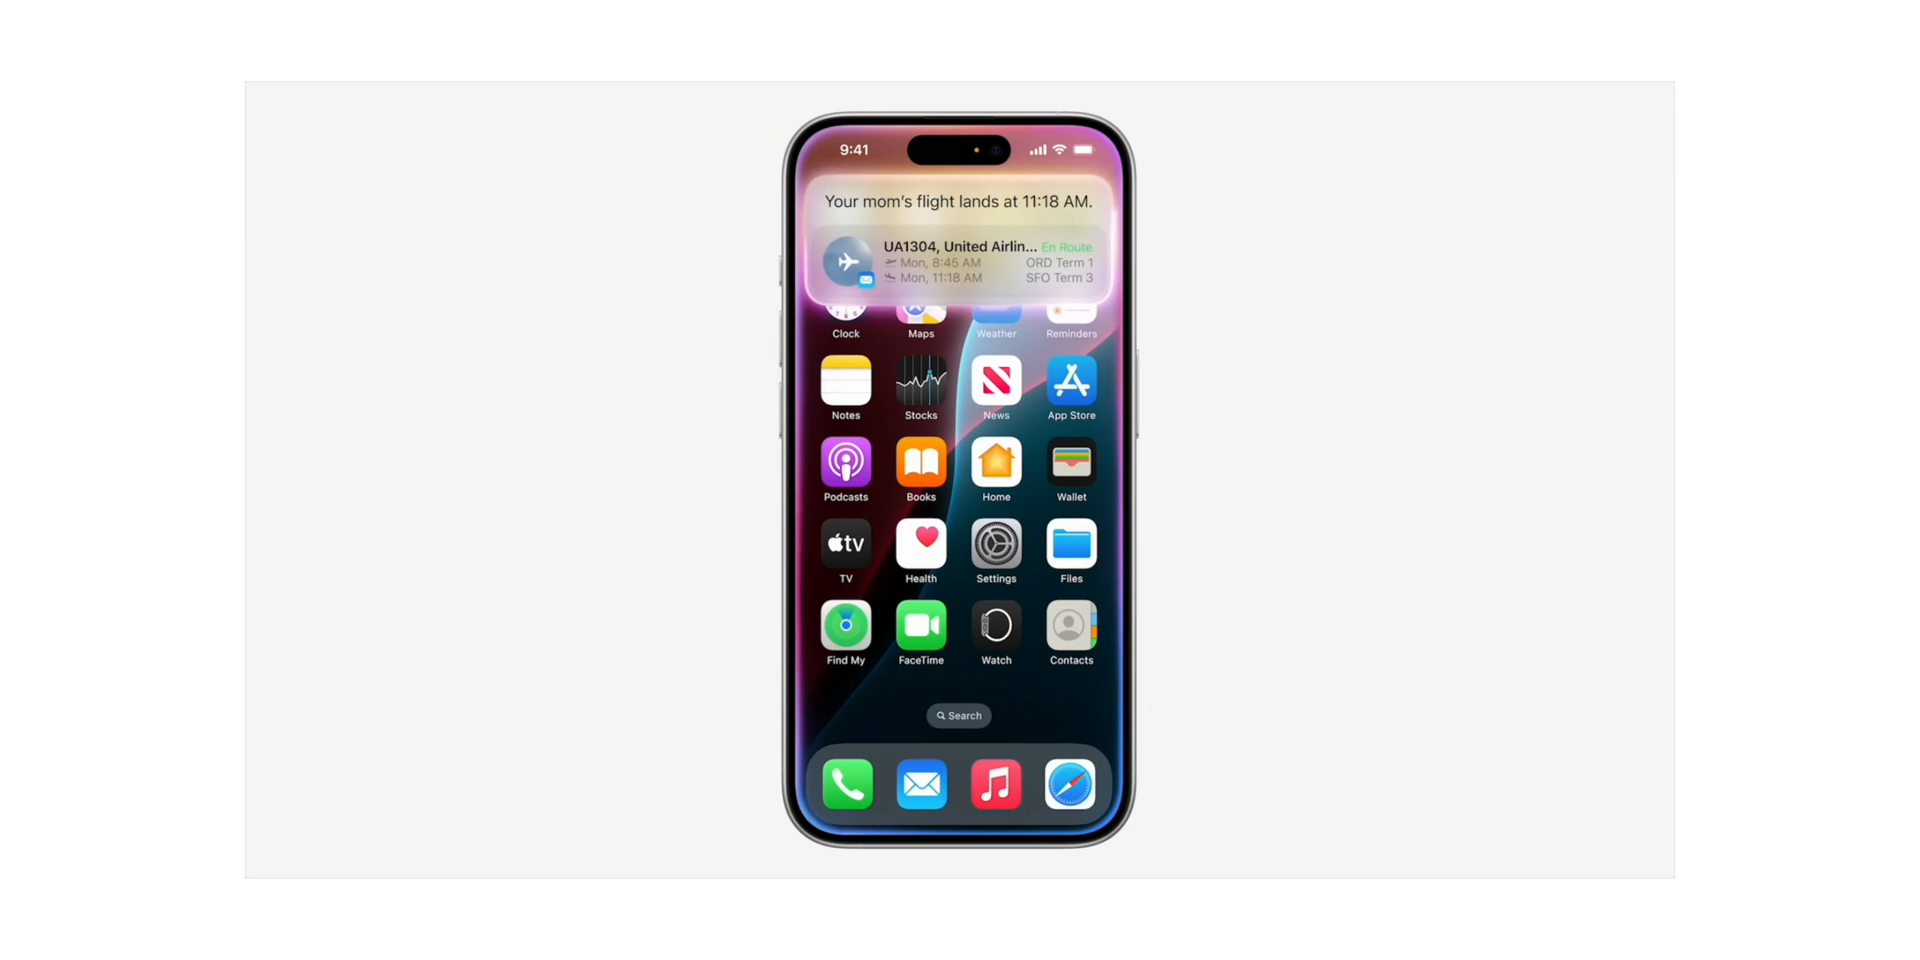 9:41
Your mom's flight lands at 11:18 AM.
UA1304, United Airlin... En Route
Mon, 8:45 AM ORD Term 1
Mon, 11:18 AM SFO Term 3
Clock Maps Weather Reminders
Notes Stocks News App Store
Podcasts Books Home Wallet
tv
TV Health Settings Files
Find My FaceTime Watch Contacts
Search